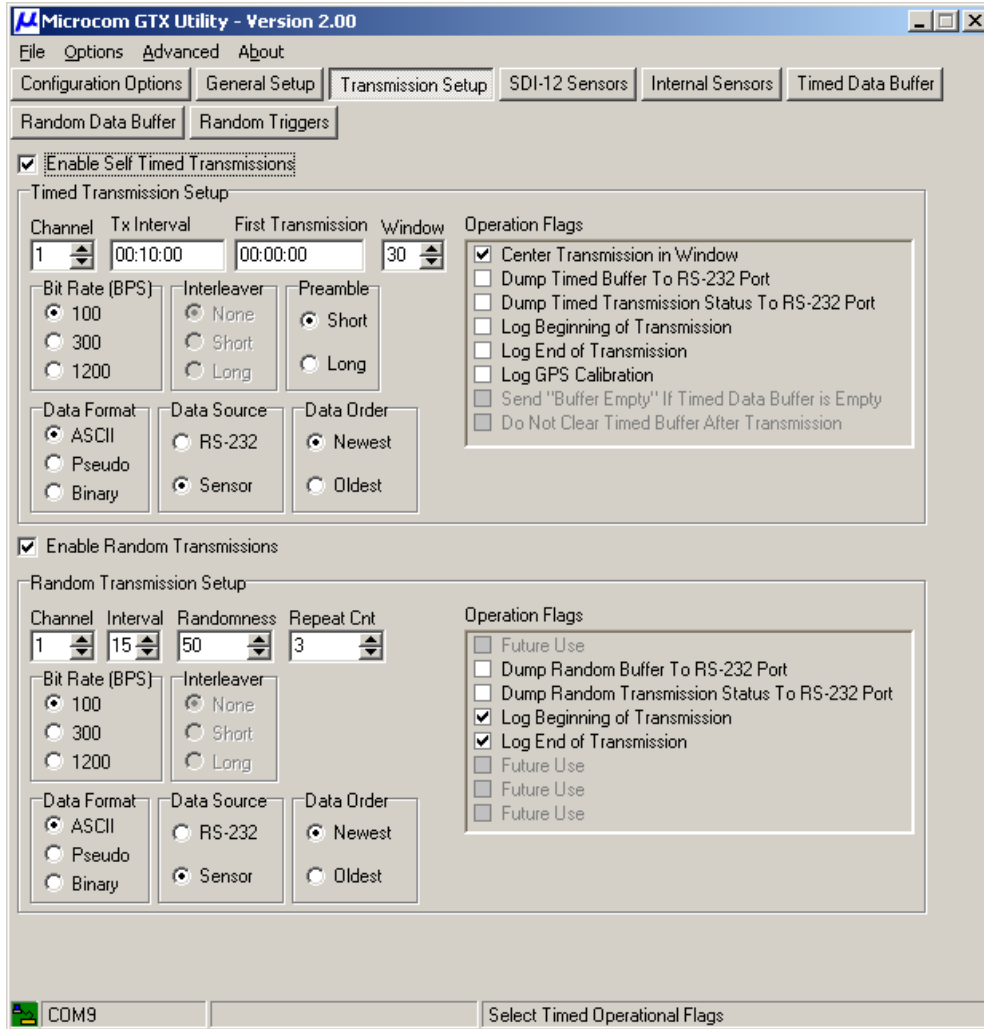 Microcom GTX Utility - Version 2.00
File Options Advanced About
Configuration Options General Setup Transmission Setup SDI-12 Sensors Internal Sensors Timed Data Buffer
Random Data Buffer Random Triggers
Enable Self Timed Transmissions
Timed Transmission Setup
Channel Tx Interval First Transmission Window
1 00:10:00 00:00:00 30
Bit Rate (BPS) Interleaver Preamble
100 None Short
300 Short
1200 Long Long
Data Format Data Source Data Order
ASCII RS-232 Newest
Pseudo
Binary Sensor Oldest
Operation Flags
Center Transmission in Window
Dump Timed Buffer To RS-232 Port
Dump Timed Transmission Status To RS-232 Port
Log Beginning of Transmission
Log End of Transmission
Log GPS Calibration
Send "Buffer Empty" If Timed Data Buffer is Empty
Do Not Clear Timed Buffer After Transmission
Enable Random Transmissions
Random Transmission Setup
Channel Interval Randomness Repeat Cnt
1 15 50 3
Bit Rate (BPS) Interleaver
100 None
300 Short
1200 Long
Data Format Data Source Data Order
ASCII RS-232 Newest
Pseudo
Binary Sensor Oldest
Operation Flags
Future Use
Dump Random Buffer To RS-232 Port
Dump Random Transmission Status To RS-232 Port
Log Beginning of Transmission
Log End of Transmission
Future Use
Future Use
Future Use
COM9 Select Timed Operational Flags